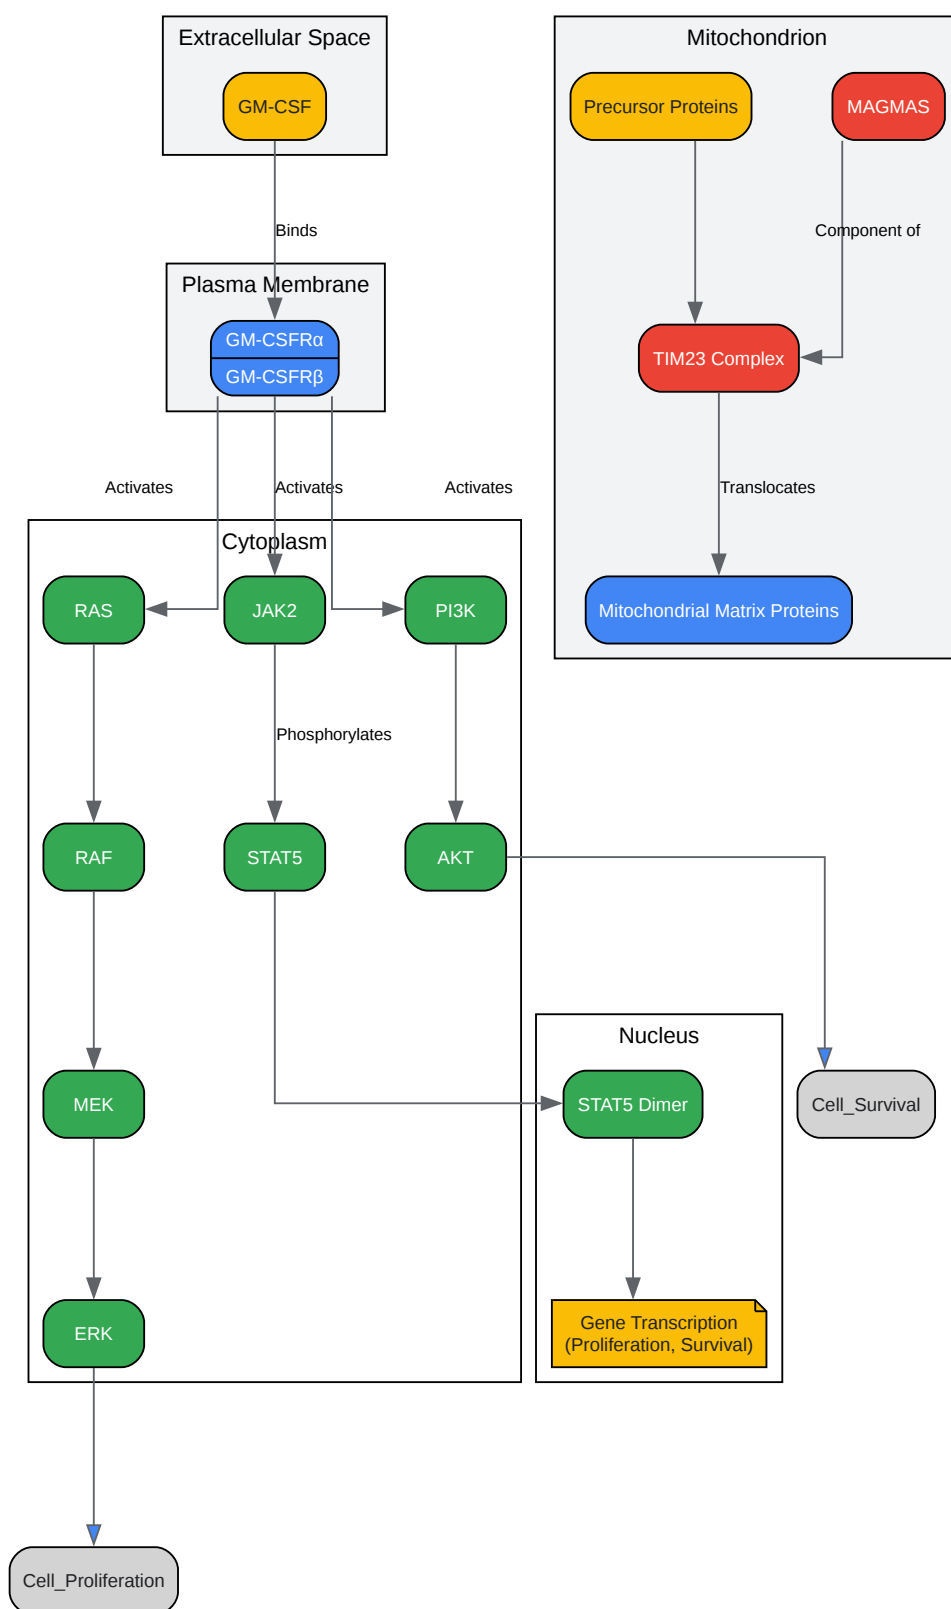 Extracellular Space
GM-CSF
Binds
Plasma Membrane
GM-CSFRα
GM-CSFRβ
Activates
Activates
Activates
Cytoplasm
RAS
JAK2
PI3K
Phosphorylates
RAF
STAT5
AKT
MEK
ERK
Cell_Proliferation
Mitochondrion
Precursor Proteins
MAGMAS
Component of
TIM23 Complex
Translocates
Mitochondrial Matrix Proteins
Nucleus
STAT5 Dimer
Gene Transcription
(Proliferation, Survival)
Cell_Survival